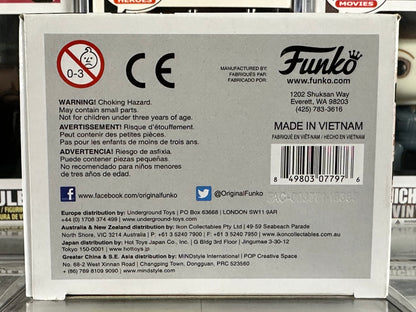 MOVIES
0-3
CE
MANUFACTURED BY:
FABRIQUÉ PAR:
FABRICADO POR:
Funko
www.funko.com
1202 Shuksan Way
Everett, WA 98203
(425) 783-3616
WARNING! Choking Hazard.
May contain small parts.
Not for children under three years of age.
AVERTISSEMENT! Risque d'étouffement.
Peut contenir des petites pièces.
Pas pour les enfants de moins de trois ans.
ADVERTENCIA! Riesgo de asfixia.
Puede contener piezas pequeñas.
No recomendado para niños menores
de tres años de edad.
MADE IN VIETNAM
FABRIQUÉ EN VIÊTNAM / HECHO EN VIETNAM
8 49803 07797 6
www.facebook.com/originalfunko
@OriginalFunko
Europe distribution by: Underground Toys | PO Box 63668 | LONDON SW11 9AR
+44 (0) 1708 374 499 | www.underground-toys.com
Australia & New Zealand distribution by: Ikon Collectables Pty Ltd | 49-59 Seabeach Parade
North Shore, VIC 3214 Australia | P: +61 3 5240 7900 | F: +61 3 5240 7901 | www.ikoncollectables.com
Japan distribution by: Hot Toys Japan Co., Inc. | G Bldg 3rd Floor | Jingumae 3-30-12
Tokyo 150-0001 | www.hottoys.jp
Greater China & S.E. Asia distribution by: MINDstyle International | POP Creative Space
No. 68-2 West Xinnan Road | Changping Town, Dongguan, PRC 523560
+ (86) 769 8109 9090 | www.mindstyle.com